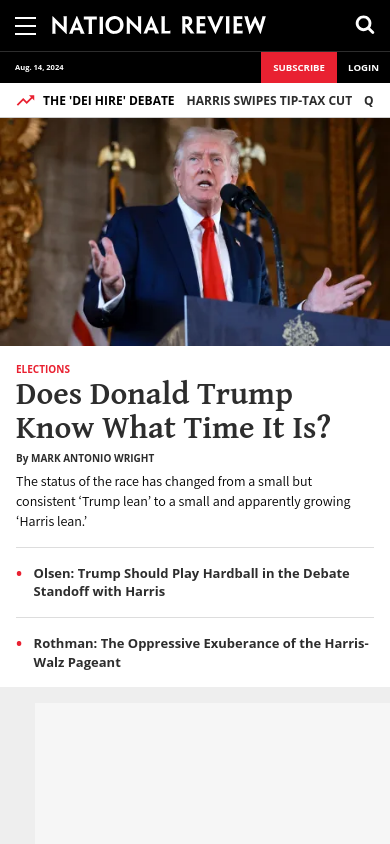 NATIONAL REVIEW
Aug. 14, 2024
SUBSCRIBE
LOGIN
THE 'DEI HIRE' DEBATE HARRIS SWIPES TIP-TAX CUT Q
ELECTIONS
Does Donald Trump
Know What Time It Is?
By MARK ANTONIO WRIGHT
The status of the race has changed from a small but
consistent ‘Trump lean’ to a small and apparently growing
‘Harris lean.’
• Olsen: Trump Should Play Hardball in the Debate
Standoff with Harris
• Rothman: The Oppressive Exuberance of the Harris-
Walz Pageant